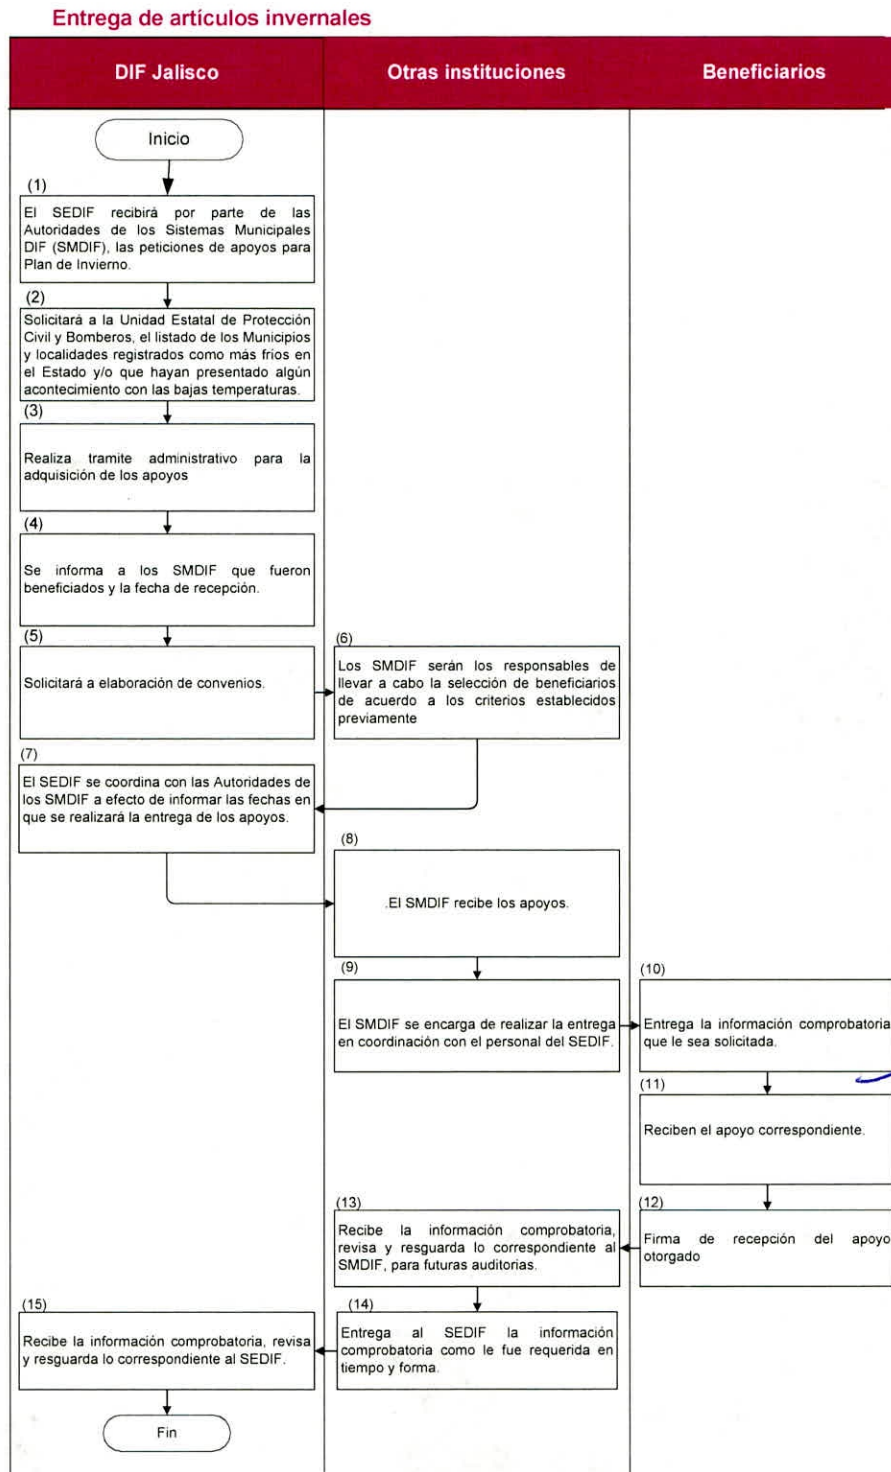 Entrega de artículos invernales
DIF Jalisco
Otras instituciones
Beneficiarios
Inicio
(1)
El SEDIF recibirá por parte de las
Autoridades de los Sistemas Municipales
DIF (SMDIF), las peticiones de apoyos para
Plan de Invierno.
(2)
Solicitará a la Unidad Estatal de Protección
Civil y Bomberos, el listado de los Municipios
y localidades registrados como más frios en
el Estado y/o que hayan presentado algún
acontecimiento con las bajas temperaturas.
(3)
Realiza tramite administrativo para la
adquisición de los apoyos
(4)
Se informa a los SMDIF que fueron
beneficiados y la fecha de recepción.
(5)
Solicitará a elaboración de convenios.
(6)
Los SMDIF serán los responsables de
llevar a cabo la selección de beneficiarios
de acuerdo a los criterios establecidos
previamente
(7)
El SEDIF se coordina con las Autoridades de
los SMDIF a efecto de informar las fechas en
que se realizará la entrega de los apoyos.
(8)
.El SMDIF recibe los apoyos.
(9)
El SMDIF se encarga de realizar la entrega
en coordinación con el personal del SEDIF.
(10)
Entrega la información comprobatoria
que le sea solicitada.
(11)
Reciben el apoyo correspondiente.
(12)
Firma de recepción del apoyo
otorgado
(13)
Recibe la información comprobatoria,
revisa y resguarda lo correspondiente al
SMDIF, para futuras auditorias.
(14)
Entrega al SEDIF la información
comprobatoria como le fue requerida en
tiempo y forma.
(15)
Recibe la información comprobatoria, revisa
y resguarda lo correspondiente al SEDIF.
Fin